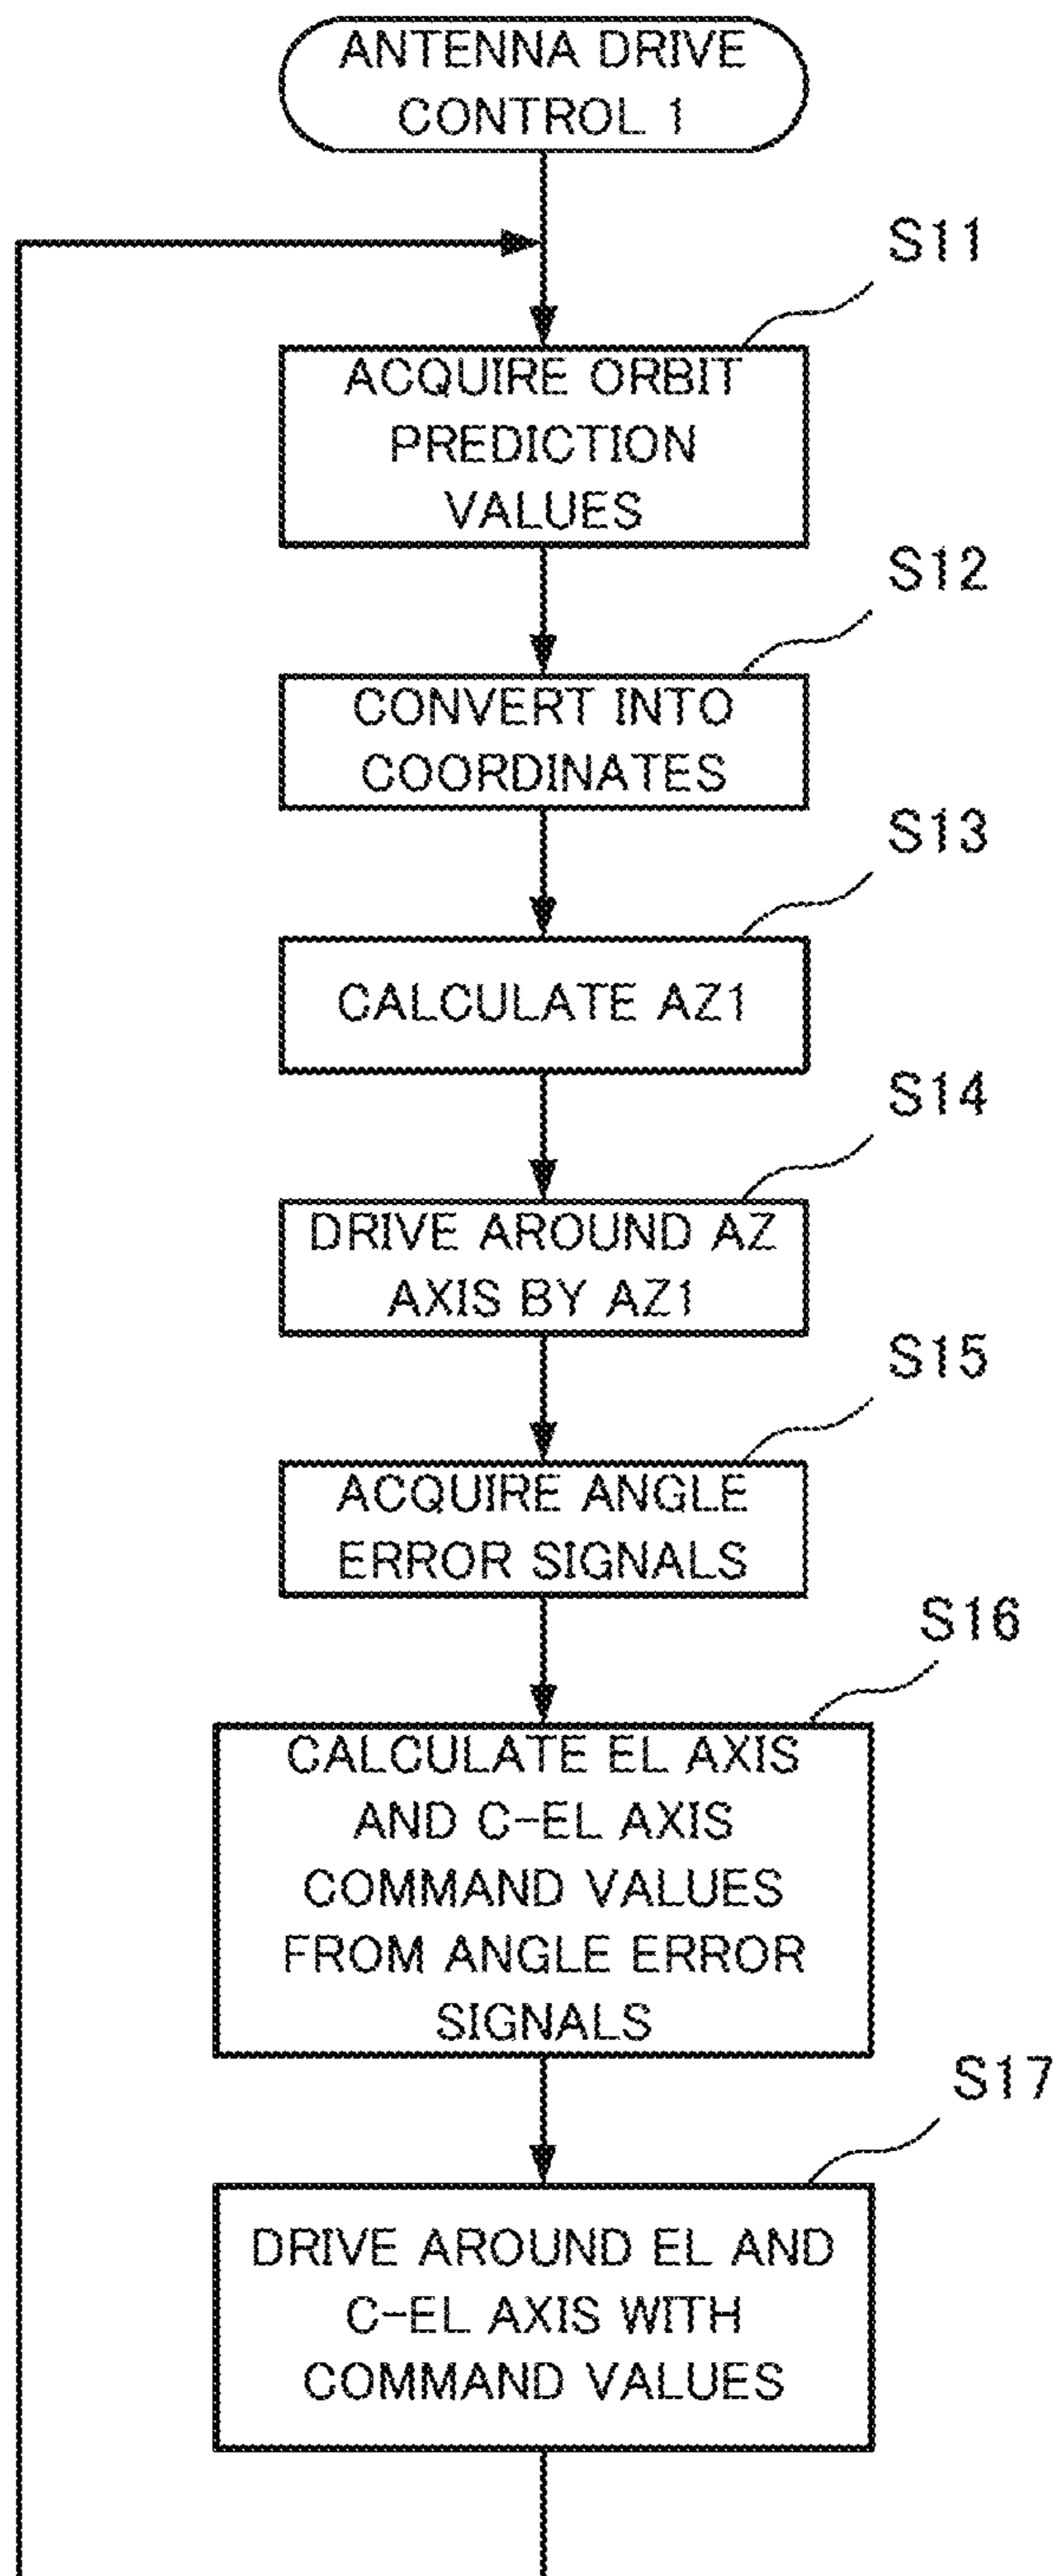 ANTENNA DRIVE
CONTROL 1
S11
ACQUIRE ORBIT
PREDICTION
VALUES
S12
CONVERT INTO
COORDINATES
S13
CALCULATE AZ1
S14
DRIVE AROUND AZ
AXIS BY AZ1
S15
ACQUIRE ANGLE
ERROR SIGNALS
S16
CALCULATE EL AXIS
AND C-EL AXIS
COMMAND VALUES
FROM ANGLE ERROR
SIGNALS
S17
DRIVE AROUND EL AND
C-EL AXIS WITH
COMMAND VALUES